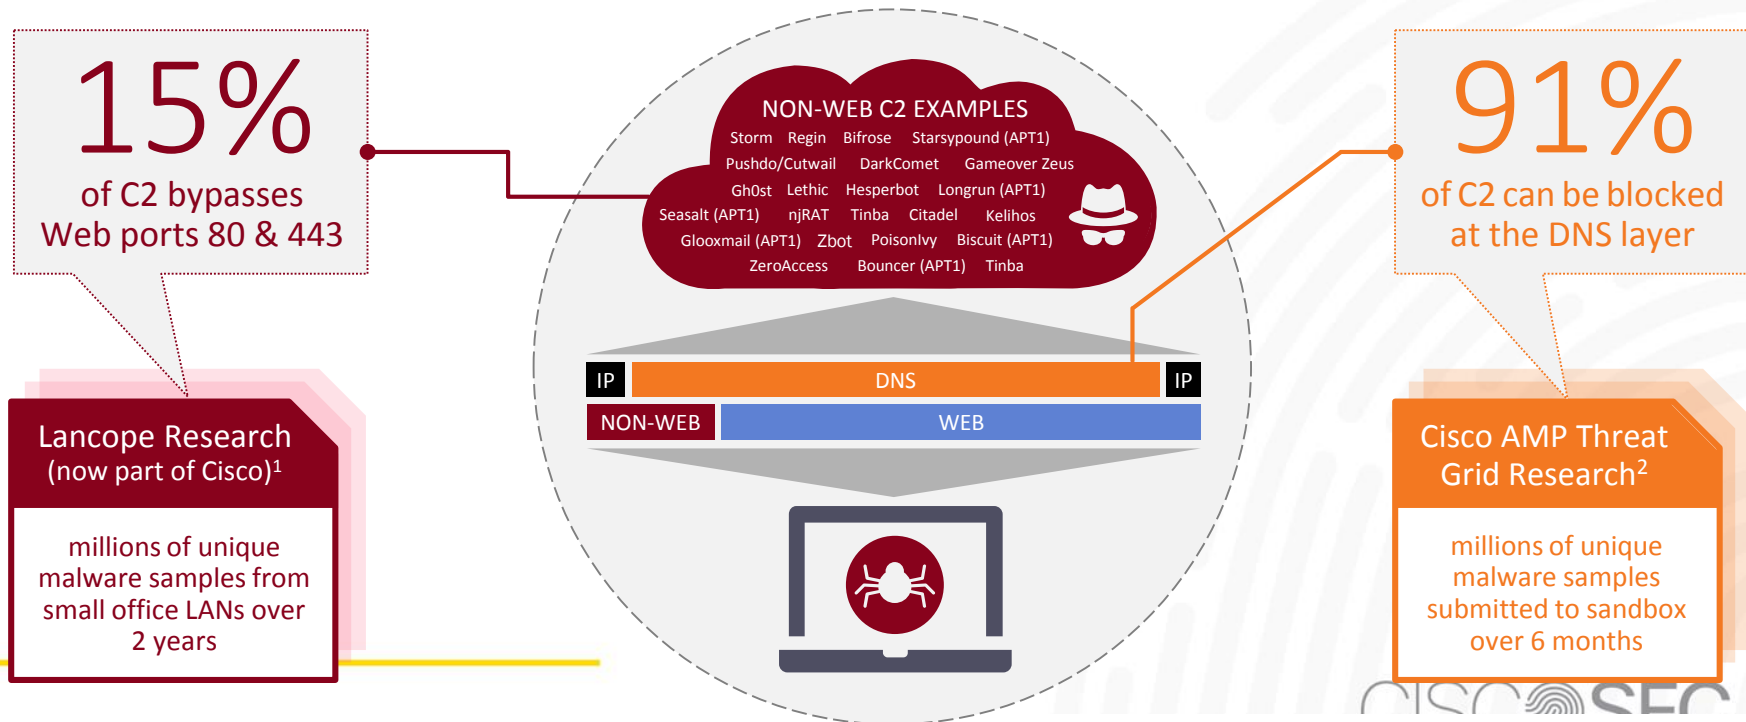 15%
of C2 bypasses
Web ports 80 & 443
Lancope Research
(now part of Cisco)1
millions of unique
malware samples from
small office LANs over
2 years
NON-WEB C2 EXAMPLES
Storm Regin Bifrose Starsypound (APT1)
Pushdo/Cutwail DarkComet Gameover Zeus
Gh0st Lethic Hesperbot Longrun (APT1)
Seasalt (APT1) njRAT Tinba Citadel Kelihos
Glooxmail (APT1) Zbot PoisonIvy Biscuit (APT1)
ZeroAccess Bouncer (APT1) Tinba
IP DNS IP
NON-WEB WEB
91%
of C2 can be blocked
at the DNS layer
Cisco AMP Threat
Grid Research2
millions of unique
malware samples
submitted to sandbox
over 6 months
CISCO SEC